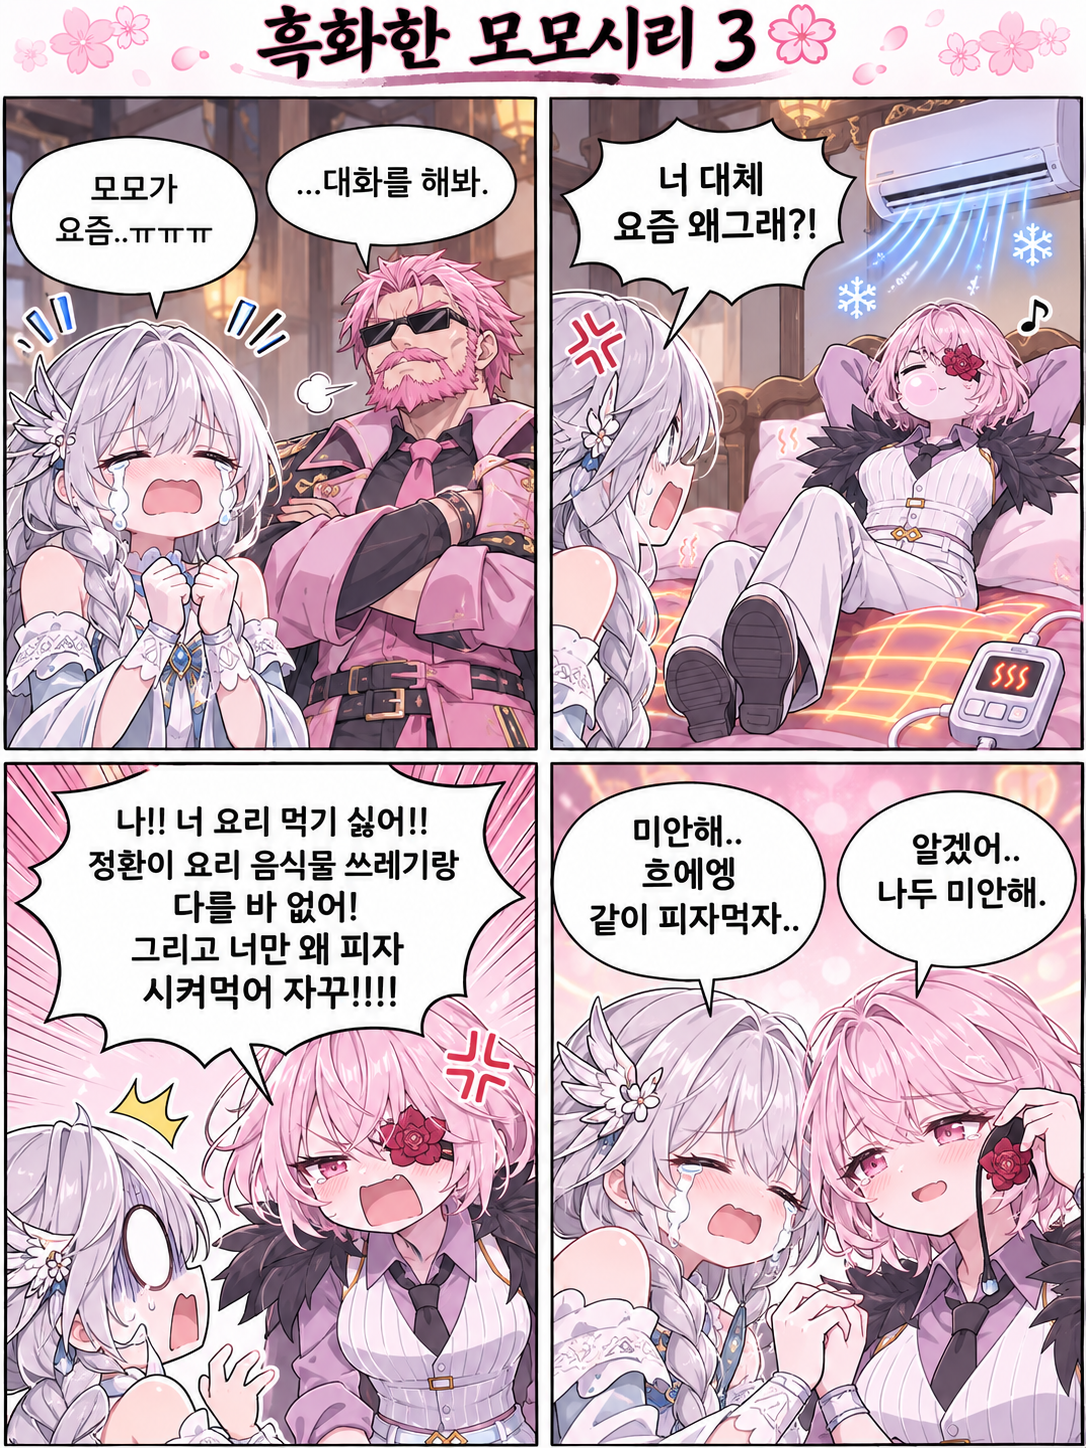 흑화한 모모시리 3
모모가
요즘..ㅠㅠㅠ
...대화를 해봐.
너 대체
요즘 왜그래?!
나!! 너 요리 먹기 싫어!!
정환이 요리 음식물 쓰레기랑
다를 바 없어!
그리고 너만 왜 피자
시켜먹어 자꾸!!!!
미안해..
흐에엥
같이 피자먹자..
알겠어..
나두 미안해.